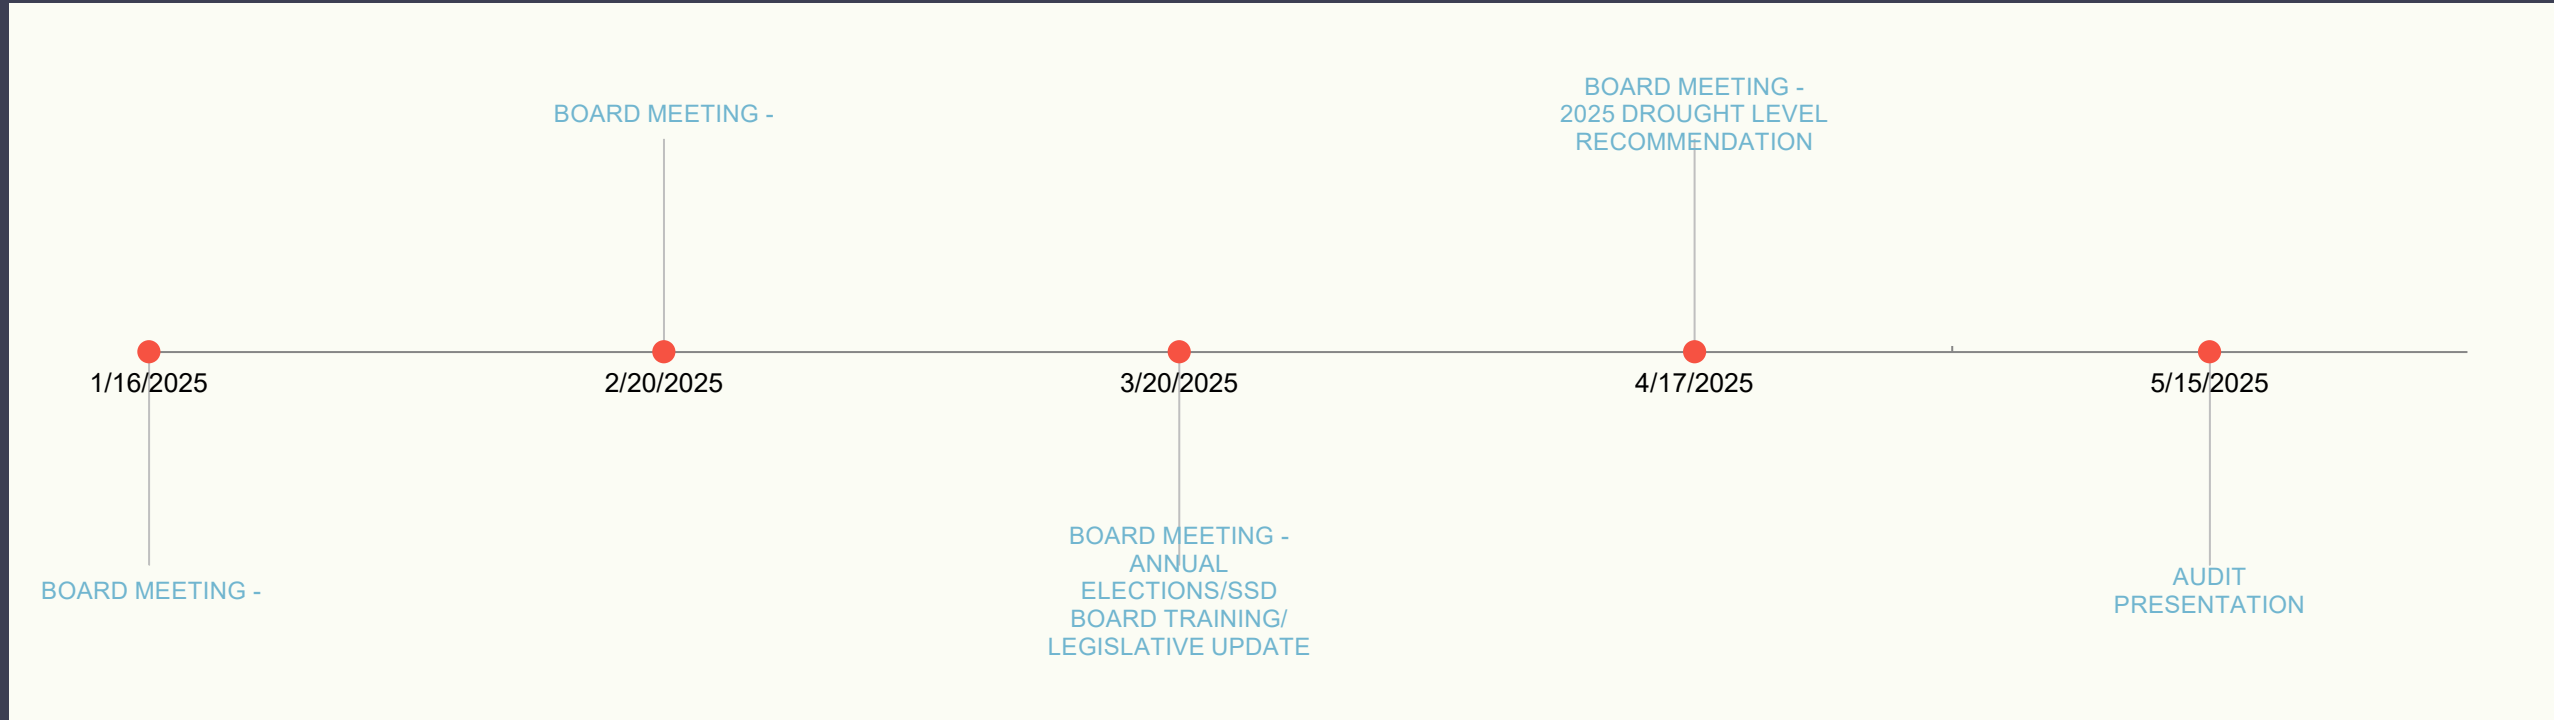 BOARD MEETING -
2025 DROUGHT LEVEL
RECOMMENDATION
BOARD MEETING -
1/16/2025
2/20/2025
3/20/2025
4/17/2025
5/15/2025
BOARD MEETING -
BOARD MEETING -
ANNUAL
ELECTIONS/SSD
BOARD TRAINING/
LEGISLATIVE UPDATE
AUDIT
PRESENTATION